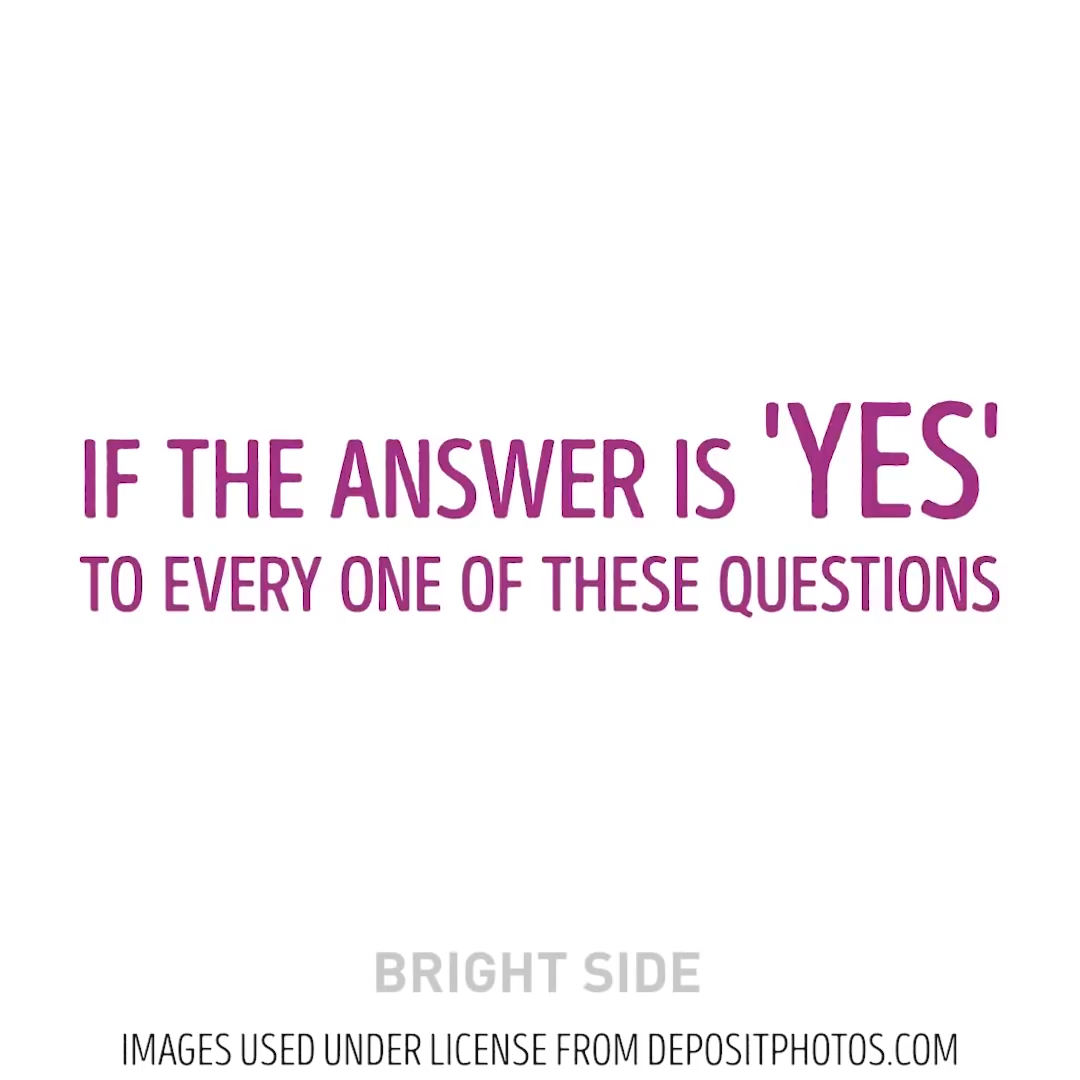 IF THE ANSWER IS 'YES'
TO EVERY ONE OF THESE QUESTIONS
BRIGHT SIDE
IMAGES USED UNDER LICENSE FROM DEPOSITPHOTOS.COM